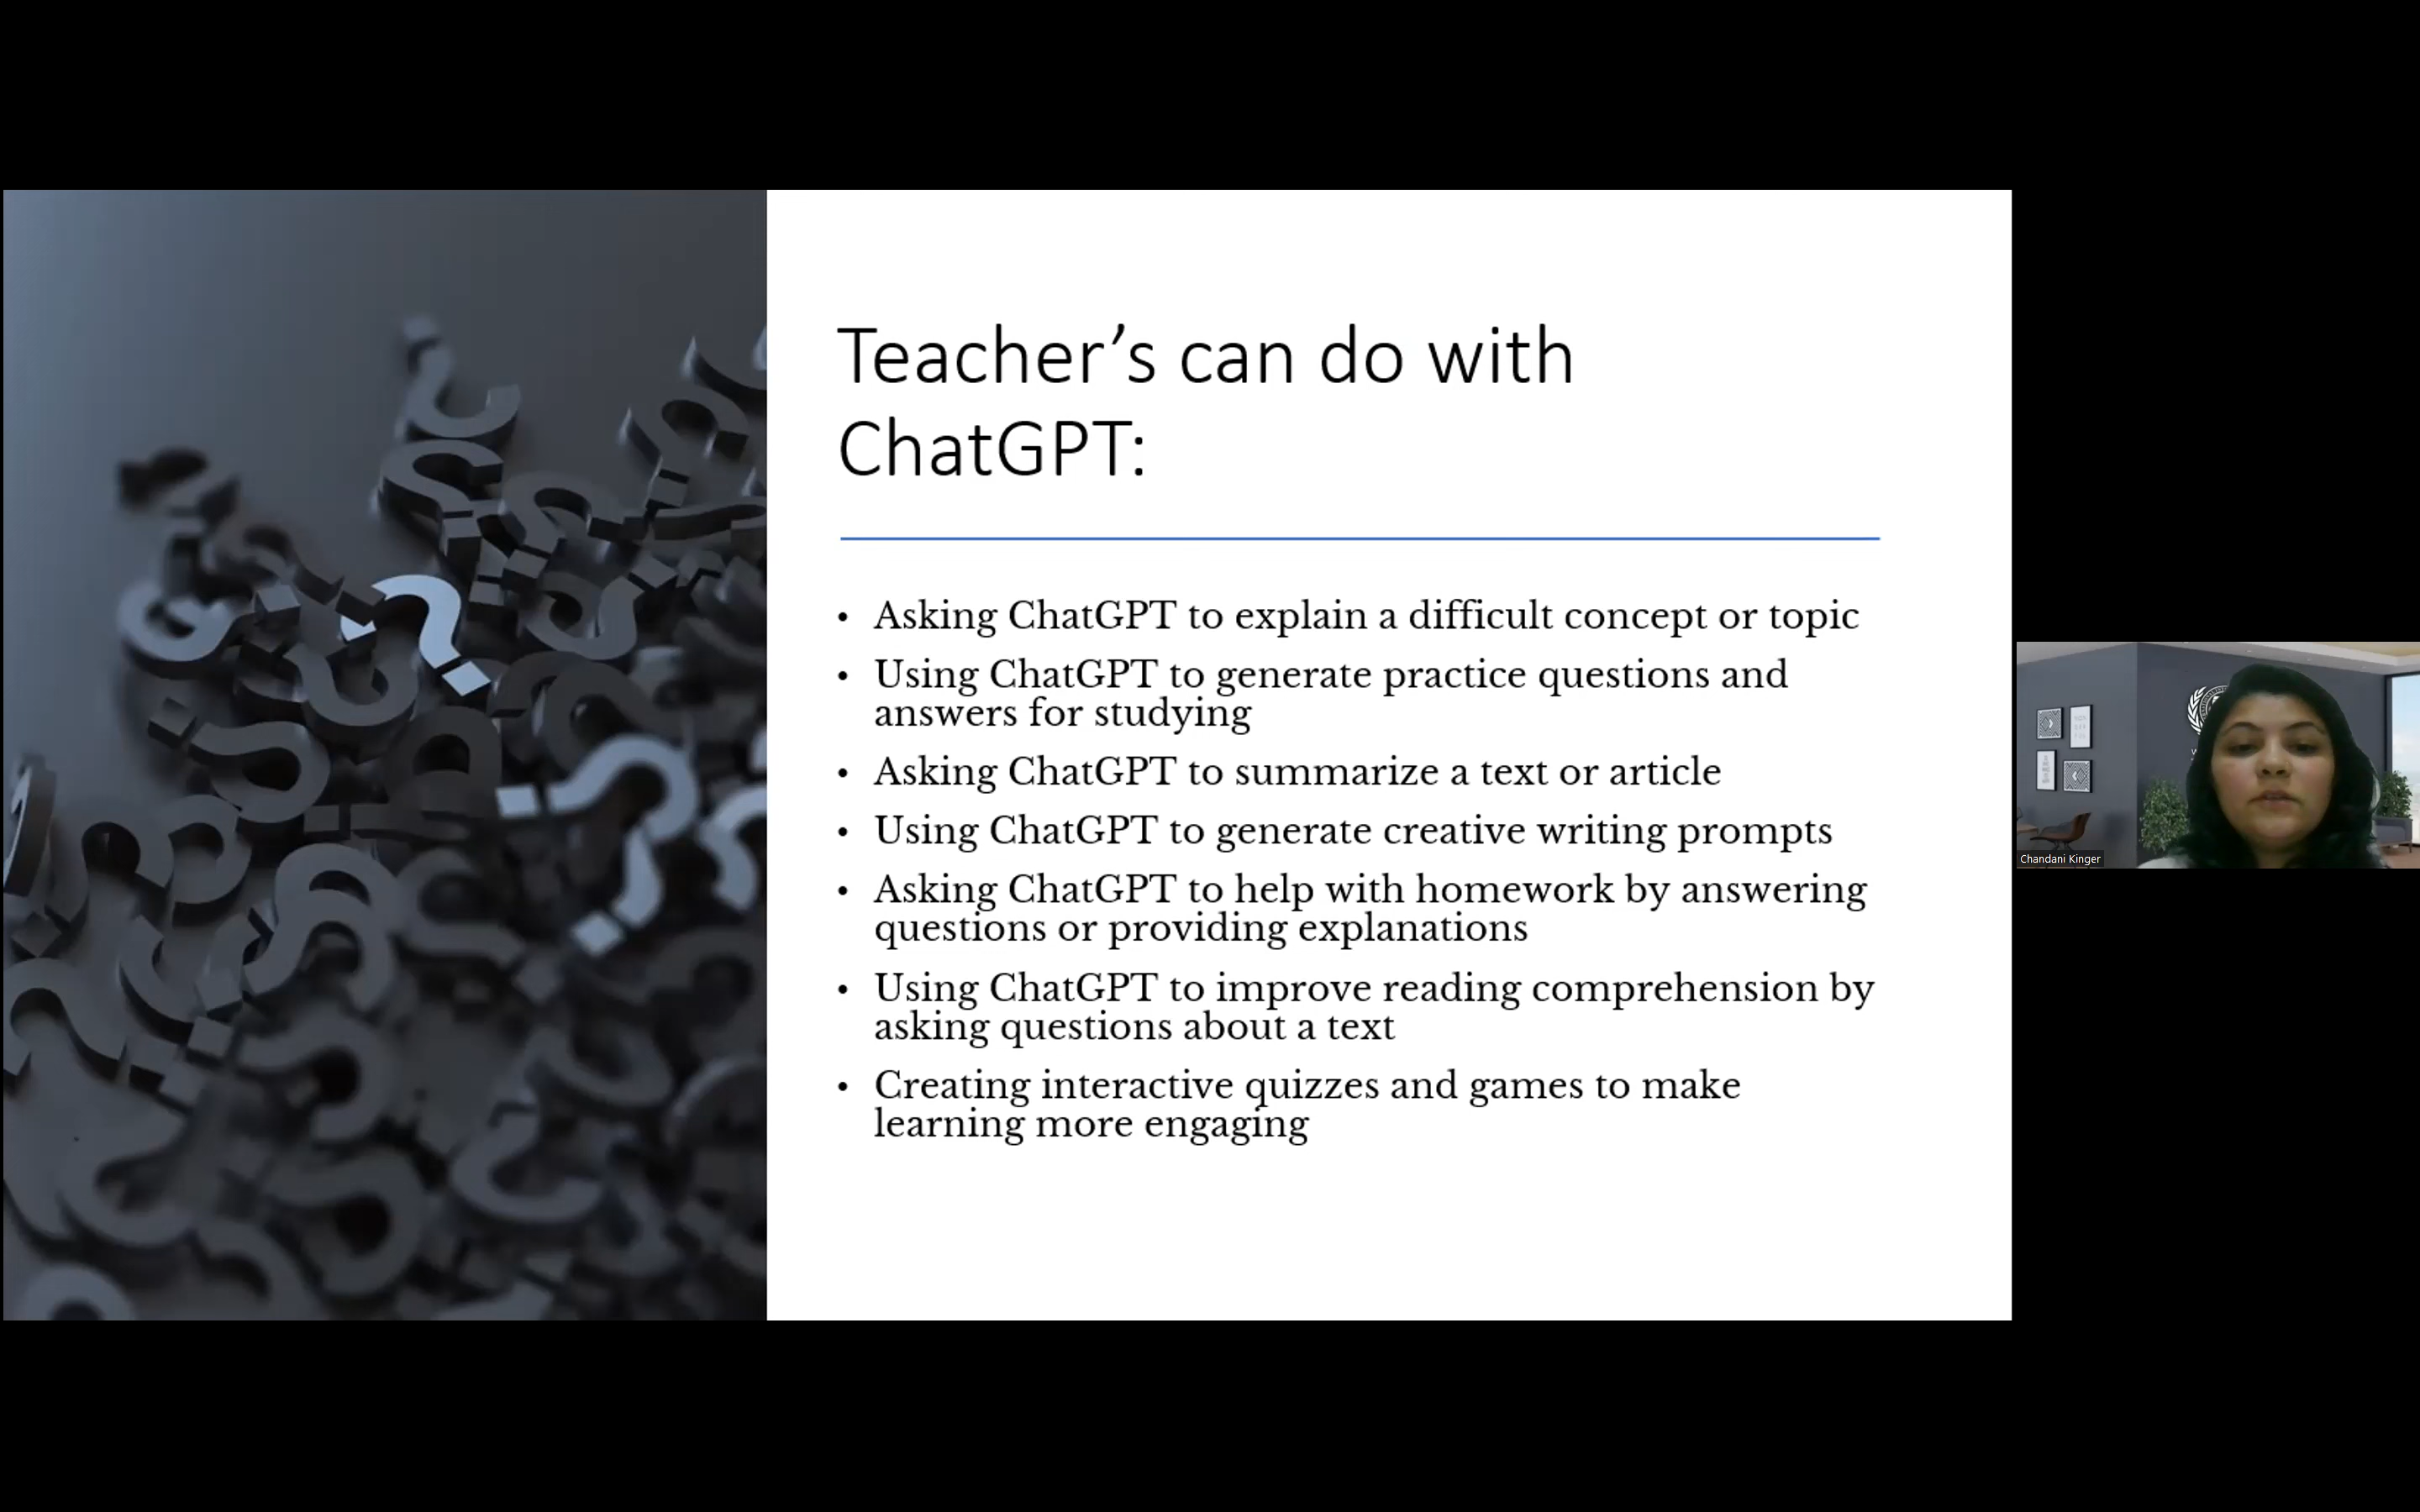 Teacher’s can do with
ChatGPT:
• Asking ChatGPT to explain a difficult concept or topic
• Using ChatGPT to generate practice questions and
answers for studying
• Asking ChatGPT to summarize a text or article
• Using ChatGPT to generate creative writing prompts
• Asking ChatGPT to help with homework by answering
questions or providing explanations
• Using ChatGPT to improve reading comprehension by
asking questions about a text
• Creating interactive quizzes and games to make
learning more engaging
Chandani Kinger